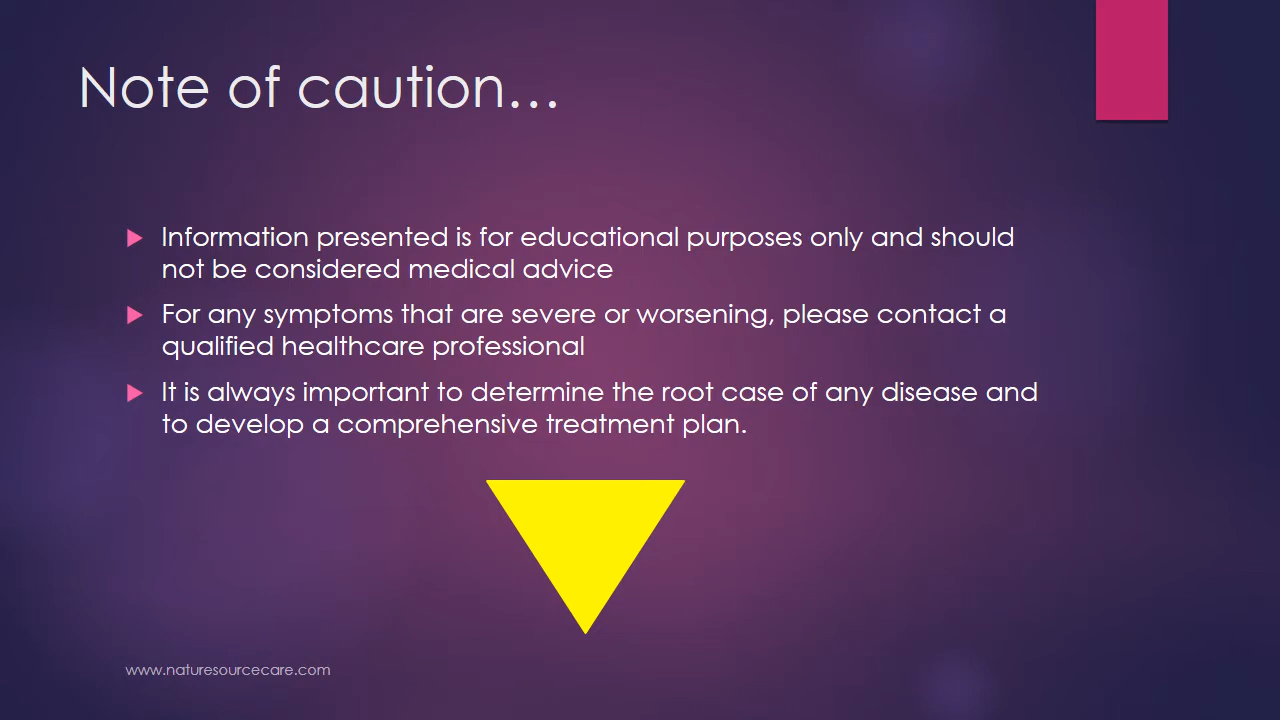 Note of caution…
Information presented is for educational purposes only and should
not be considered medical advice
For any symptoms that are severe or worsening, please contact a
qualified healthcare professional
It is always important to determine the root case of any disease and
to develop a comprehensive treatment plan.
www.naturesourcecare.com